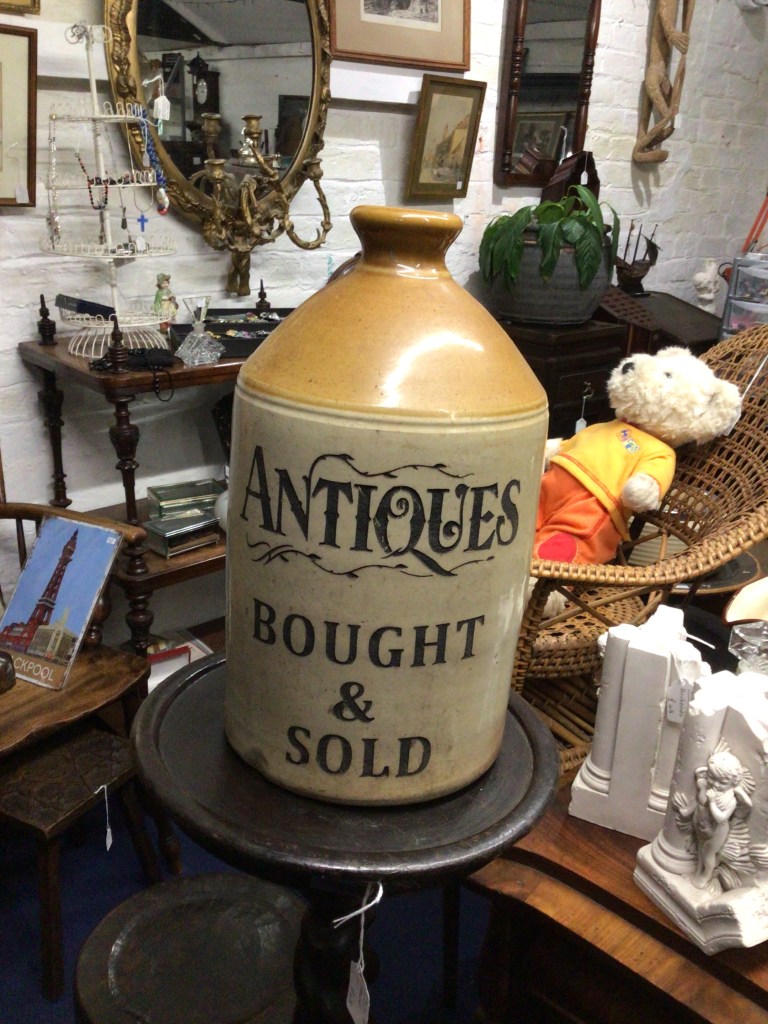 ANTIQUES
BOUGHT
&
SOLD
CKPOOL